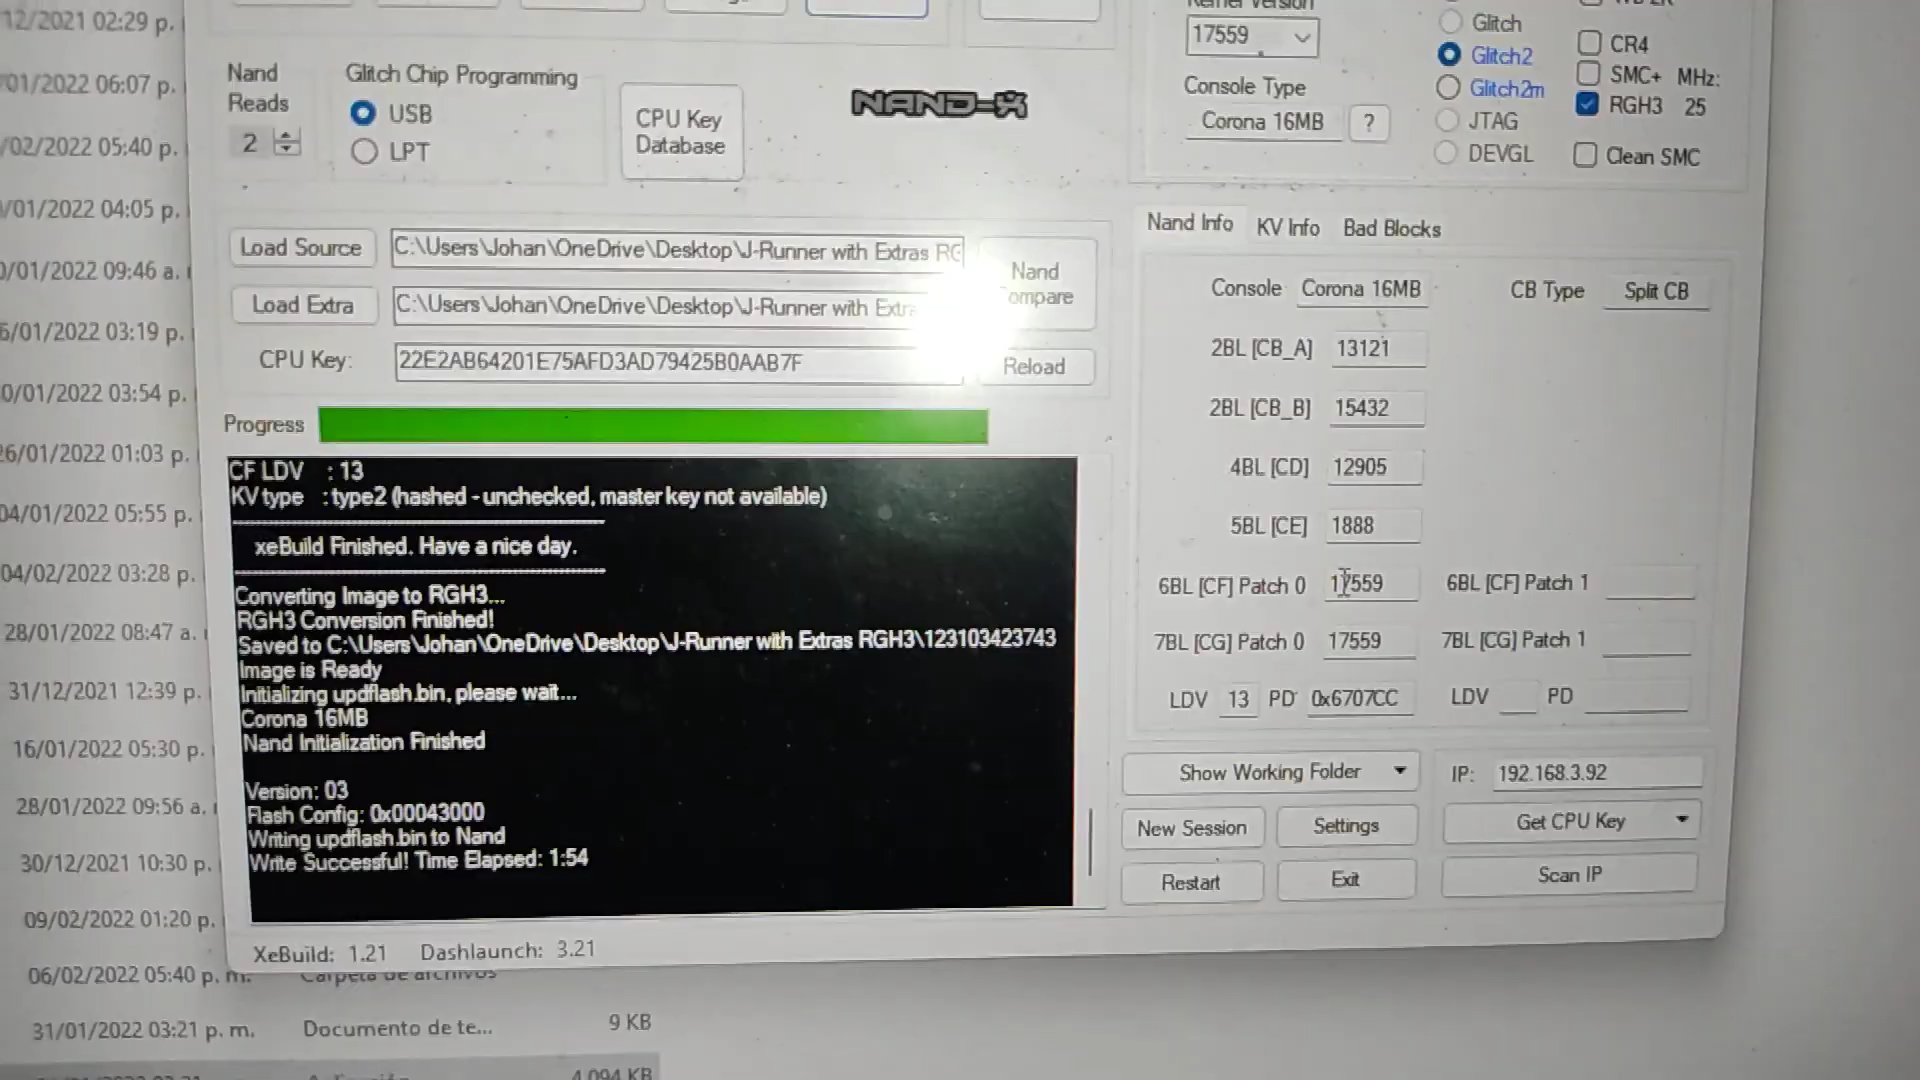 12/2021 02:29 p.
/01/2022 06:07 p.
/02/2022 05:40 p.
/01/2022 04:05 p.
0/01/2022 09:46 a.
6/01/2022 03:19 p.
0/01/2022 03:54 p.
26/01/2022 01:03 p.
04/01/2022 05:55 p.
04/02/2022 03:28 p.
28/01/2022 08:47 a.
31/12/2021 12:39 p.
16/01/2022 05:30 p.
28/01/2022 09:56 a.
30/12/2021 10:30 p.
09/02/2022 01:20 p.
06/02/2022 05:40 p. m. Carpeta de archivos
31/01/2022 03:21 p. m. Documento de te... 9 KB
4,094 KB
Nand
Reads
2
Glitch Chip Programming
USB
LPT
CPU Key
Database
NAND-X
Kernel Version
17559
Console Type
Corona 16MB ?
Glitch
Glitch2
Glitch2m
JTAG
DEVGL
CR4
SMC+ MHz:
RGH3 25
Clean SMC
Load Source C:\Users\Johan\OneDrive\Desktop\J-Runner with Extras RG
Load Extra C:\Users\Johan\OneDrive\Desktop\J-Runner with Extra
Nand
Compare
CPU Key: 22E2AB64201E75AFD3AD79425B0AAB7F
Reload
Progress
CF LDV : 13
KV type : type2 (hashed - unchecked, master key not available)
xeBuild Finished. Have a nice day.
Converting Image to RGH3...
RGH3 Conversion Finished!
Saved to C:\Users\Johan\OneDrive\Desktop\J-Runner with Extras RGH3\123103423743
Image is Ready
Initializing updflash.bin, please wait...
Corona 16MB
Nand Initialization Finished
Version: 03
Flash Config: 0x00043000
Writing updflash.bin to Nand
Write Successful! Time Elapsed: 1:54
XeBuild: 1.21 Dashlaunch: 3.21
Nand Info KV Info Bad Blocks
Console Corona 16MB CB Type Split CB
2BL [CB_A] 13121
2BL [CB_B] 15432
4BL [CD] 12905
5BL [CE] 1888
6BL [CF] Patch 0 17559 6BL [CF] Patch 1
7BL [CG] Patch 0 17559 7BL [CG] Patch 1
LDV 13 PD 0x6707CC LDV PD
Show Working Folder
IP: 192.168.3.92
New Session Settings Get CPU Key
Restart Exit Scan IP